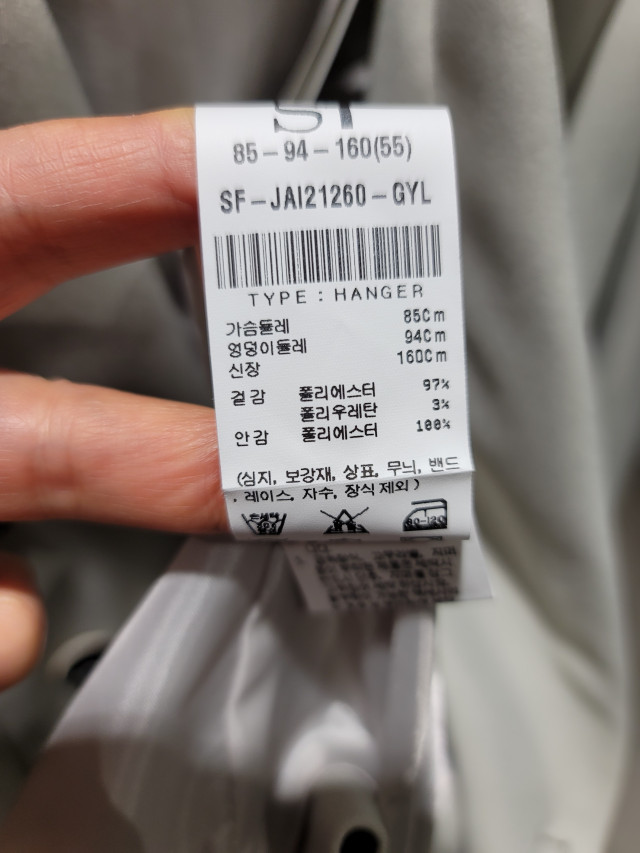 85-94-160(55)
SF-JAI21260-GYL
TYPE : HANGER
가슴둘레 85Cm
엉덩이둘레 94Cm
신장 160Cm
겉감 폴리에스터 97%
폴리우레탄 3%
안감 폴리에스터 100%
(심지, 보강재, 상표, 무늬, 밴드
, 레이스, 자수, 장식 제외)
80-120